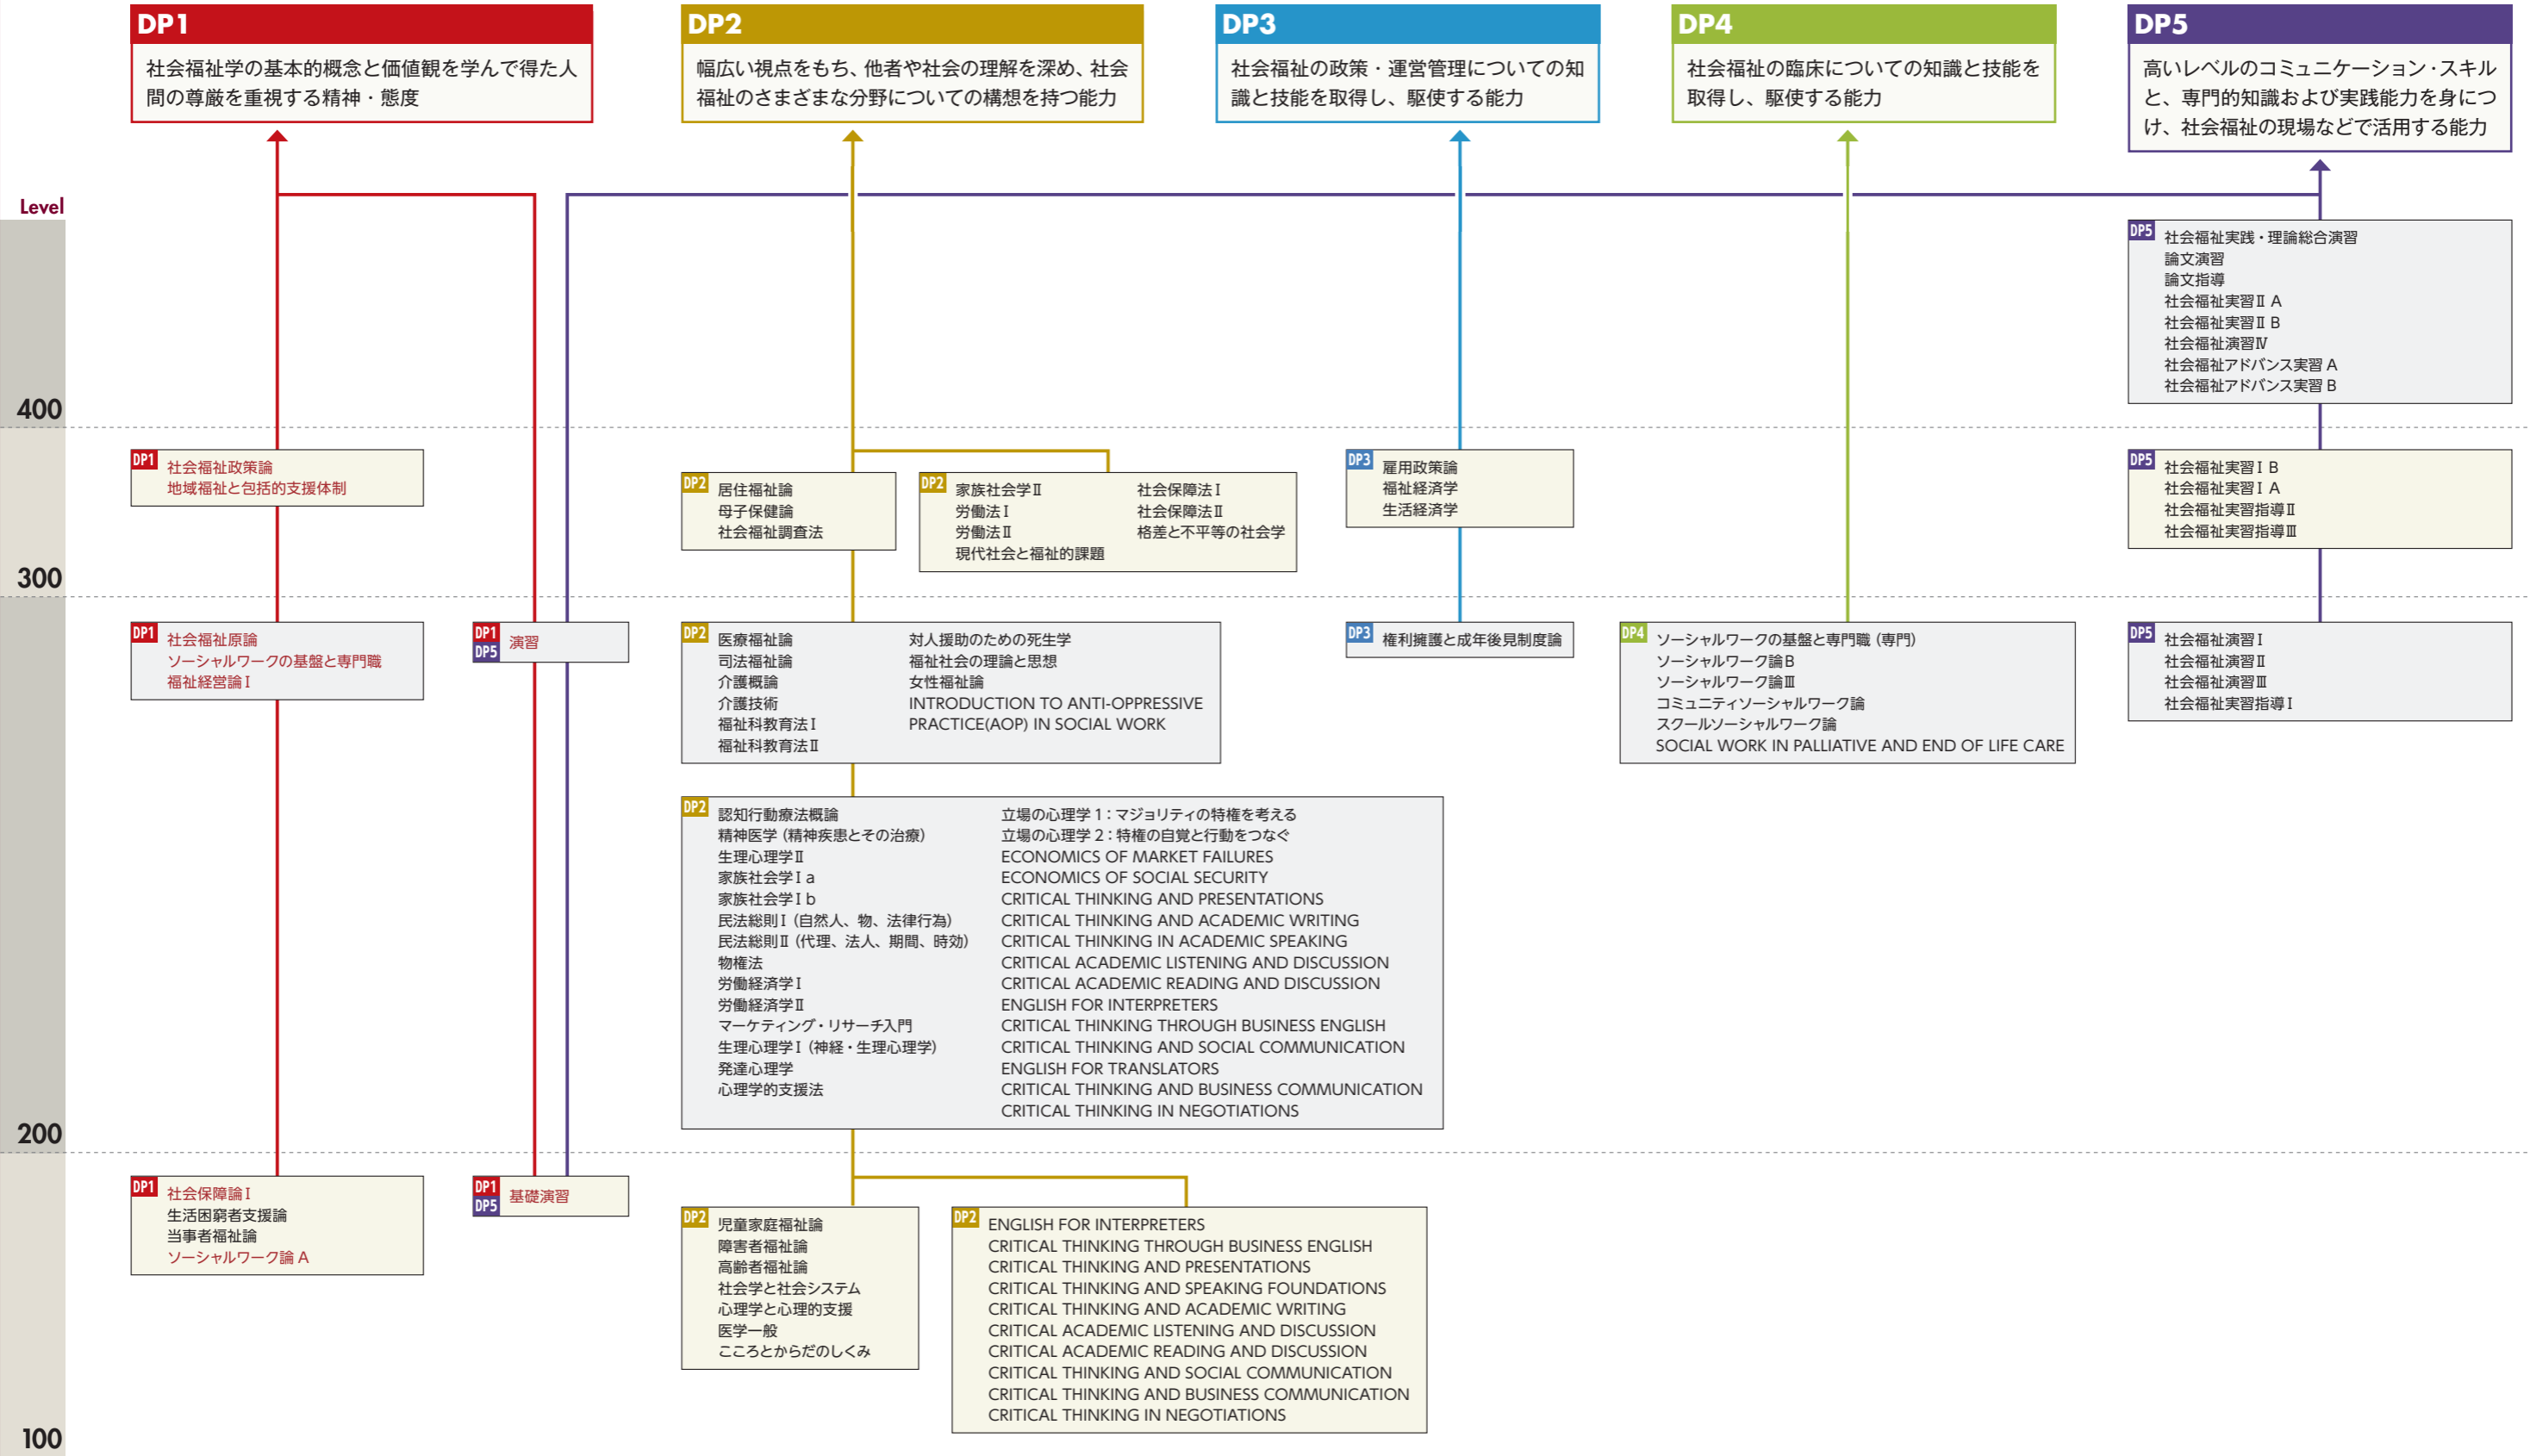 DP1
社会福祉学の基本的概念と価値観を学んで得た人
間の尊厳を重視する精神・態度
DP2
幅広い視点をもち、他者や社会の理解を深め、社会
福祉のさまざまな分野についての構想を持つ能力
DP3
社会福祉の政策・運営管理についての知
識と技能を取得し、駆使する能力
DP4
社会福祉の臨床についての知識と技能を
取得し、駆使する能力
DP5
高いレベルのコミュニケーション・スキル
と、専門的知識および実践能力を身につ
け、社会福祉の現場などで活用する能力
Level
400
DP5
社会福祉実践・理論総合演習
論文演習
論文指導
社会福祉実習Ⅱ A
社会福祉実習Ⅱ B
社会福祉演習Ⅳ
社会福祉アドバンス実習 A
社会福祉アドバンス実習 B
300
DP1
社会福祉政策論
地域福祉と包括的支援体制
DP2
居住福祉論
母子保健論
社会福祉調査法
DP2
家族社会学Ⅱ
労働法Ⅰ
労働法Ⅱ
現代社会と福祉的課題
社会保障法Ⅰ
社会保障法Ⅱ
格差と不平等の社会学
DP3
雇用政策論
福祉経済学
生活経済学
DP5
社会福祉実習Ⅰ B
社会福祉実習Ⅰ A
社会福祉実習指導Ⅱ
社会福祉実習指導Ⅲ
200
DP1
社会福祉原論
ソーシャルワークの基盤と専門職
福祉経営論Ⅰ
DP1
DP5
演習
DP2
医療福祉論
司法福祉論
介護概論
介護技術
福祉科教育法Ⅰ
福祉科教育法Ⅱ
対人援助のための死生学
福祉社会の理論と思想
女性福祉論
INTRODUCTION TO ANTI-OPPRESSIVE
PRACTICE(AOP) IN SOCIAL WORK
DP3
権利擁護と成年後見制度論
DP4
ソーシャルワークの基盤と専門職（専門）
ソーシャルワーク論B
ソーシャルワーク論Ⅲ
コミュニティソーシャルワーク論
スクールソーシャルワーク論
SOCIAL WORK IN PALLIATIVE AND END OF LIFE CARE
DP5
社会福祉演習Ⅰ
社会福祉演習Ⅱ
社会福祉演習Ⅲ
社会福祉実習指導Ⅰ
DP2
認知行動療法概論
精神医学（精神疾患とその治療）
生理心理学Ⅱ
家族社会学Ⅰa
家族社会学Ⅰb
民法総則Ⅰ（自然人、物、法律行為）
民法総則Ⅱ（代理、法人、期間、時効）
物権法
労働経済学Ⅰ
労働経済学Ⅱ
マーケティング・リサーチ入門
生理心理学Ⅰ（神経・生理心理学）
発達心理学
心理学的支援法
立場の心理学 1：マジョリティの特権を考える
立場の心理学 2：特権の自覚と行動をつなぐ
ECONOMICS OF MARKET FAILURES
ECONOMICS OF SOCIAL SECURITY
CRITICAL THINKING AND PRESENTATIONS
CRITICAL THINKING AND ACADEMIC WRITING
CRITICAL THINKING IN ACADEMIC SPEAKING
CRITICAL ACADEMIC LISTENING AND DISCUSSION
CRITICAL ACADEMIC READING AND DISCUSSION
ENGLISH FOR INTERPRETERS
CRITICAL THINKING THROUGH BUSINESS ENGLISH
CRITICAL THINKING AND SOCIAL COMMUNICATION
ENGLISH FOR TRANSLATORS
CRITICAL THINKING AND BUSINESS COMMUNICATION
CRITICAL THINKING IN NEGOTIATIONS
100
DP1
社会保障論Ⅰ
生活困窮者支援論
当事者福祉論
ソーシャルワーク論 A
DP1
DP5
基礎演習
DP2
児童家庭福祉論
障害者福祉論
高齢者福祉論
社会学と社会システム
心理学と心理的支援
医学一般
こころとからだのしくみ
DP2
ENGLISH FOR INTERPRETERS
CRITICAL THINKING THROUGH BUSINESS ENGLISH
CRITICAL THINKING AND PRESENTATIONS
CRITICAL THINKING AND SPEAKING FOUNDATIONS
CRITICAL THINKING AND ACADEMIC WRITING
CRITICAL ACADEMIC LISTENING AND DISCUSSION
CRITICAL ACADEMIC READING AND DISCUSSION
CRITICAL THINKING AND SOCIAL COMMUNICATION
CRITICAL THINKING AND BUSINESS COMMUNICATION
CRITICAL THINKING IN NEGOTIATIONS